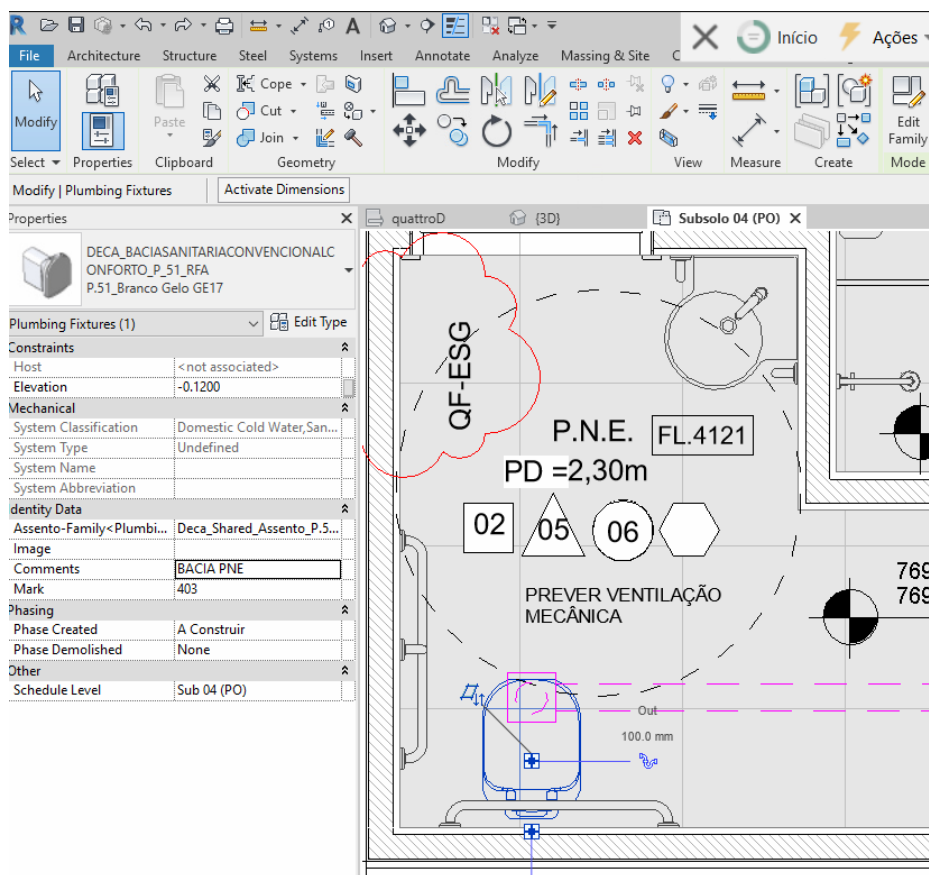 Início
Ações
File Architecture Structure Steel Systems Insert Annotate Analyze Massing & Site C
Modify
Paste
Cope
Cut
Join
Edit
Family
Select Properties Clipboard Geometry Modify View Measure Create Mode
Modify | Plumbing Fixtures
Activate Dimensions
Properties
quattroD
{3D}
Subsolo 04 (PO)
DECA_BACIASANITARIACONVENCIONALC
ONFORTO_P_51_RFA
P.51_Branco Gelo GE17
Plumbing Fixtures (1)
Edit Type
Constraints
Host <not associated>
Elevation -0.1200
Mechanical
System Classification Domestic Cold Water,San...
System Type Undefined
System Name
System Abbreviation
Identity Data
Assento-Family<Plumbi... Deca_Shared_Assento_P.5...
Image
Comments BACIA PNE
Mark 403
Phasing
Phase Created A Construir
Phase Demolished None
Other
Schedule Level Sub 04 (PO)
QF-ESG
P.N.E.
FL.4121
PD =2,30m
02
05
06
PREVER VENTILAÇÃO
MECÂNICA
769
769
Out
100.0 mm